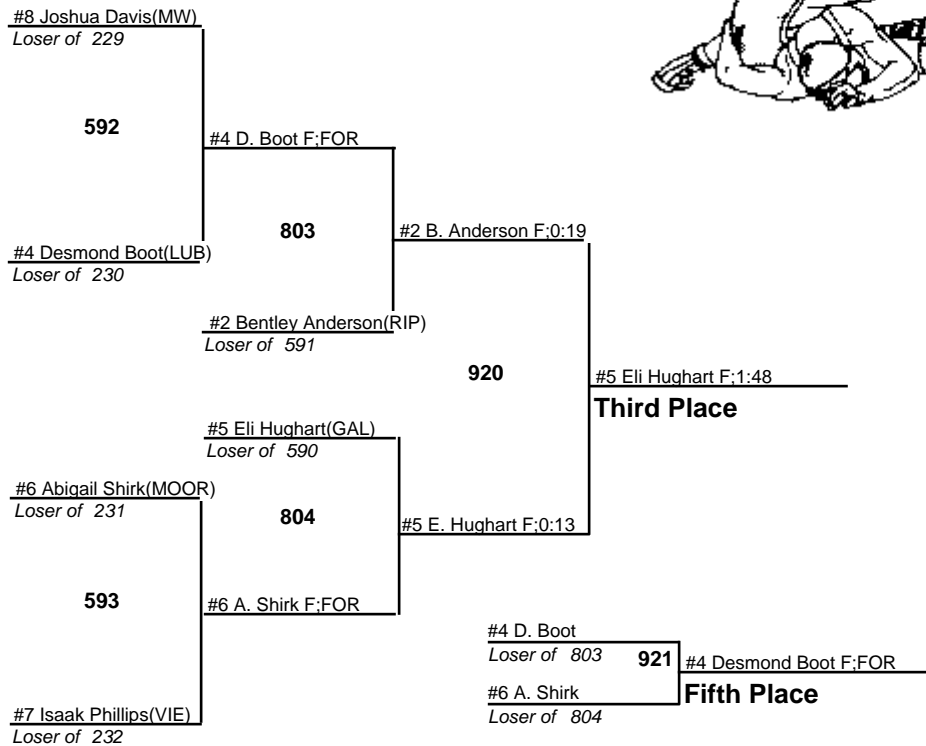 #8 Joshua Davis(MW)
Loser of 229
592
#4 D. Boot F;FOR
803
#2 B. Anderson F;0:19
#4 Desmond Boot(LUB)
Loser of 230
#2 Bentley Anderson(RIP)
Loser of 591
920
#5 Eli Hughart F;1:48
Third Place
#5 Eli Hughart(GAL)
Loser of 590
#6 Abigail Shirk(MOOR)
Loser of 231
804
#5 E. Hughart F;0:13
593
#6 A. Shirk F;FOR
#7 Isaak Phillips(VIE)
Loser of 232
#4 D. Boot
Loser of 803
921
#4 Desmond Boot F;FOR
Fifth Place
#6 A. Shirk
Loser of 804